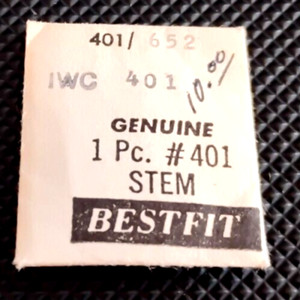 401/ 652
IWC 401
10.00
GENUINE
1 Pc. #401
STEM
BESTFIT